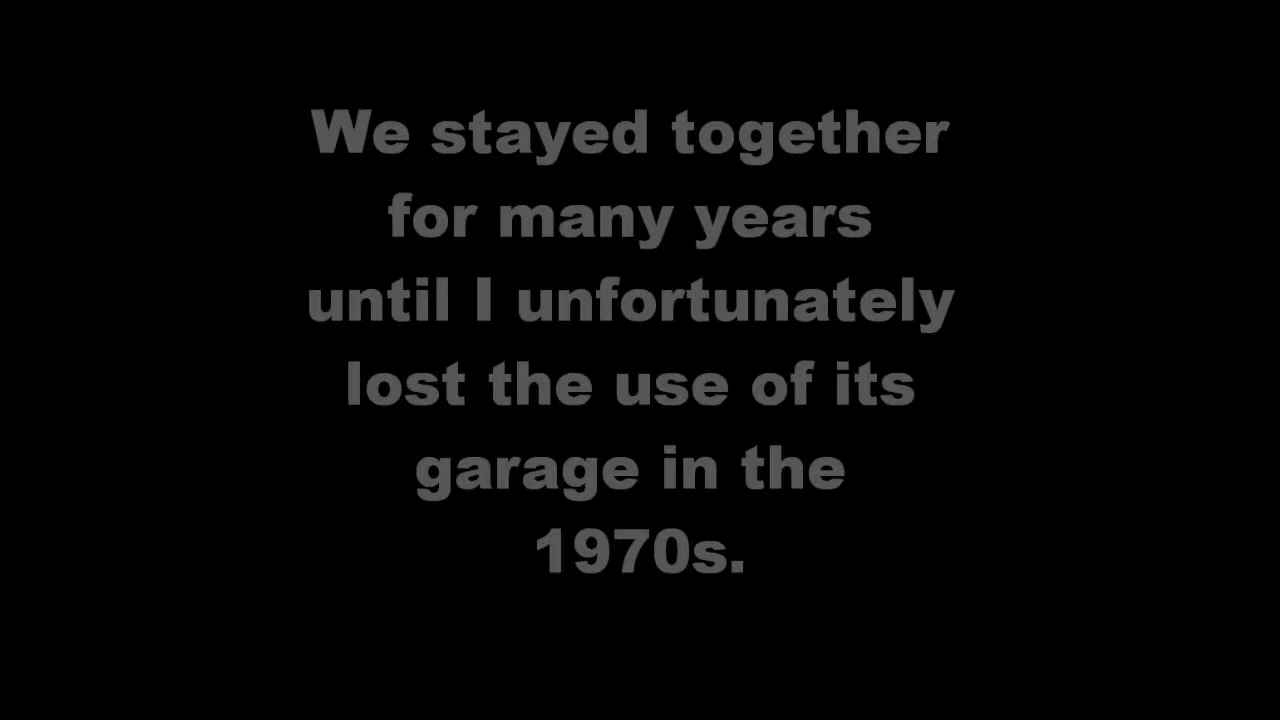 We stayed together
for many years
until I unfortunately
lost the use of its
garage in the
1970s.